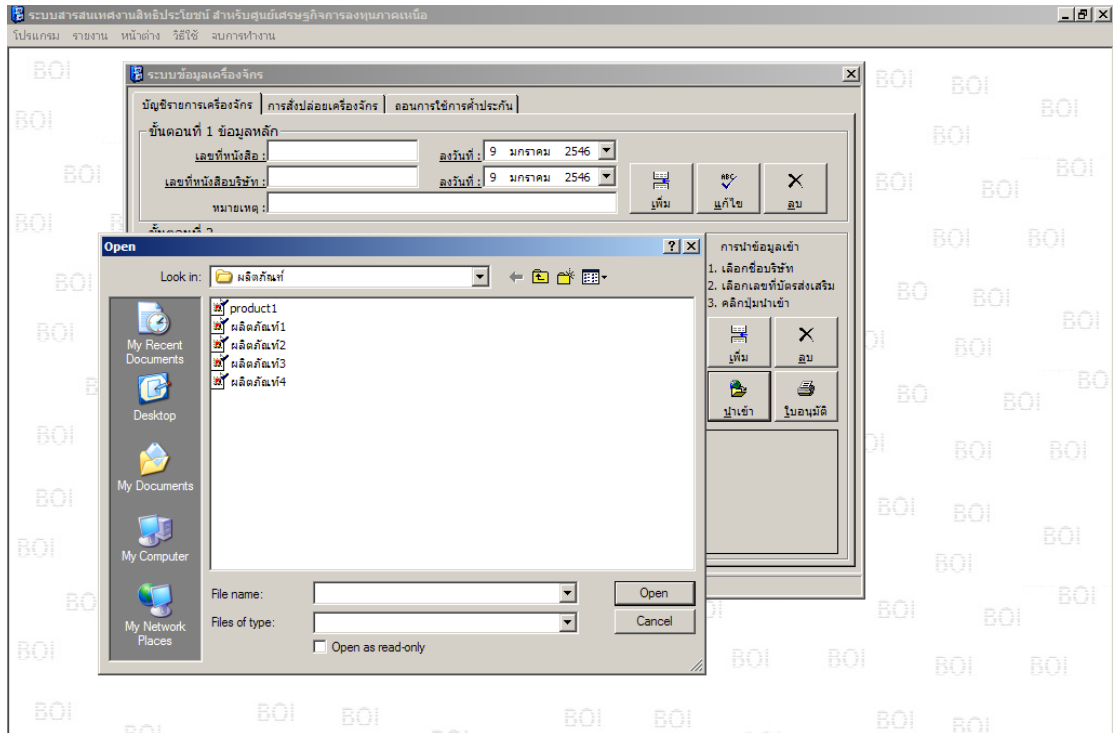 ระบบสารสนเทศงานสิทธิประโยชน์ สำหรับศูนย์เศรษฐกิจการลงทุนภาคเหนือ
โปรแกรม รายงาน หน้าต่าง วิธีใช้ จบการทำงาน
ระบบข้อมูลเครื่องจักร
บัญชีรายการเครื่องจักร การสั่งปล่อยเครื่องจักร ถอนการใช้การค้ำประกัน
ขั้นตอนที่ 1 ข้อมูลหลัก
เลขที่หนังสือ : ลงวันที่ : 9 มกราคม 2546
เลขที่หนังสือบริษัท : ลงวันที่ : 9 มกราคม 2546
หมายเหตุ :
เพิ่ม แก้ไข ลบ
ขั้นตอนที่ 2
Open
Look in: ผลิตภัณฑ์
product1
ผลิตภัณฑ์1
ผลิตภัณฑ์2
ผลิตภัณฑ์3
ผลิตภัณฑ์4
My Recent
Documents
Desktop
My Documents
My Computer
My Network
Places
File name: Open
Files of type: Cancel
Open as read-only
การนำข้อมูลเข้า
1. เลือกชื่อบริษัท
2. เลือกเลขที่บัตรส่งเสริม
3. คลิกปุ่มนำเข้า
เพิ่ม ลบ
นำเข้า ใบอนุมัติ
BOI